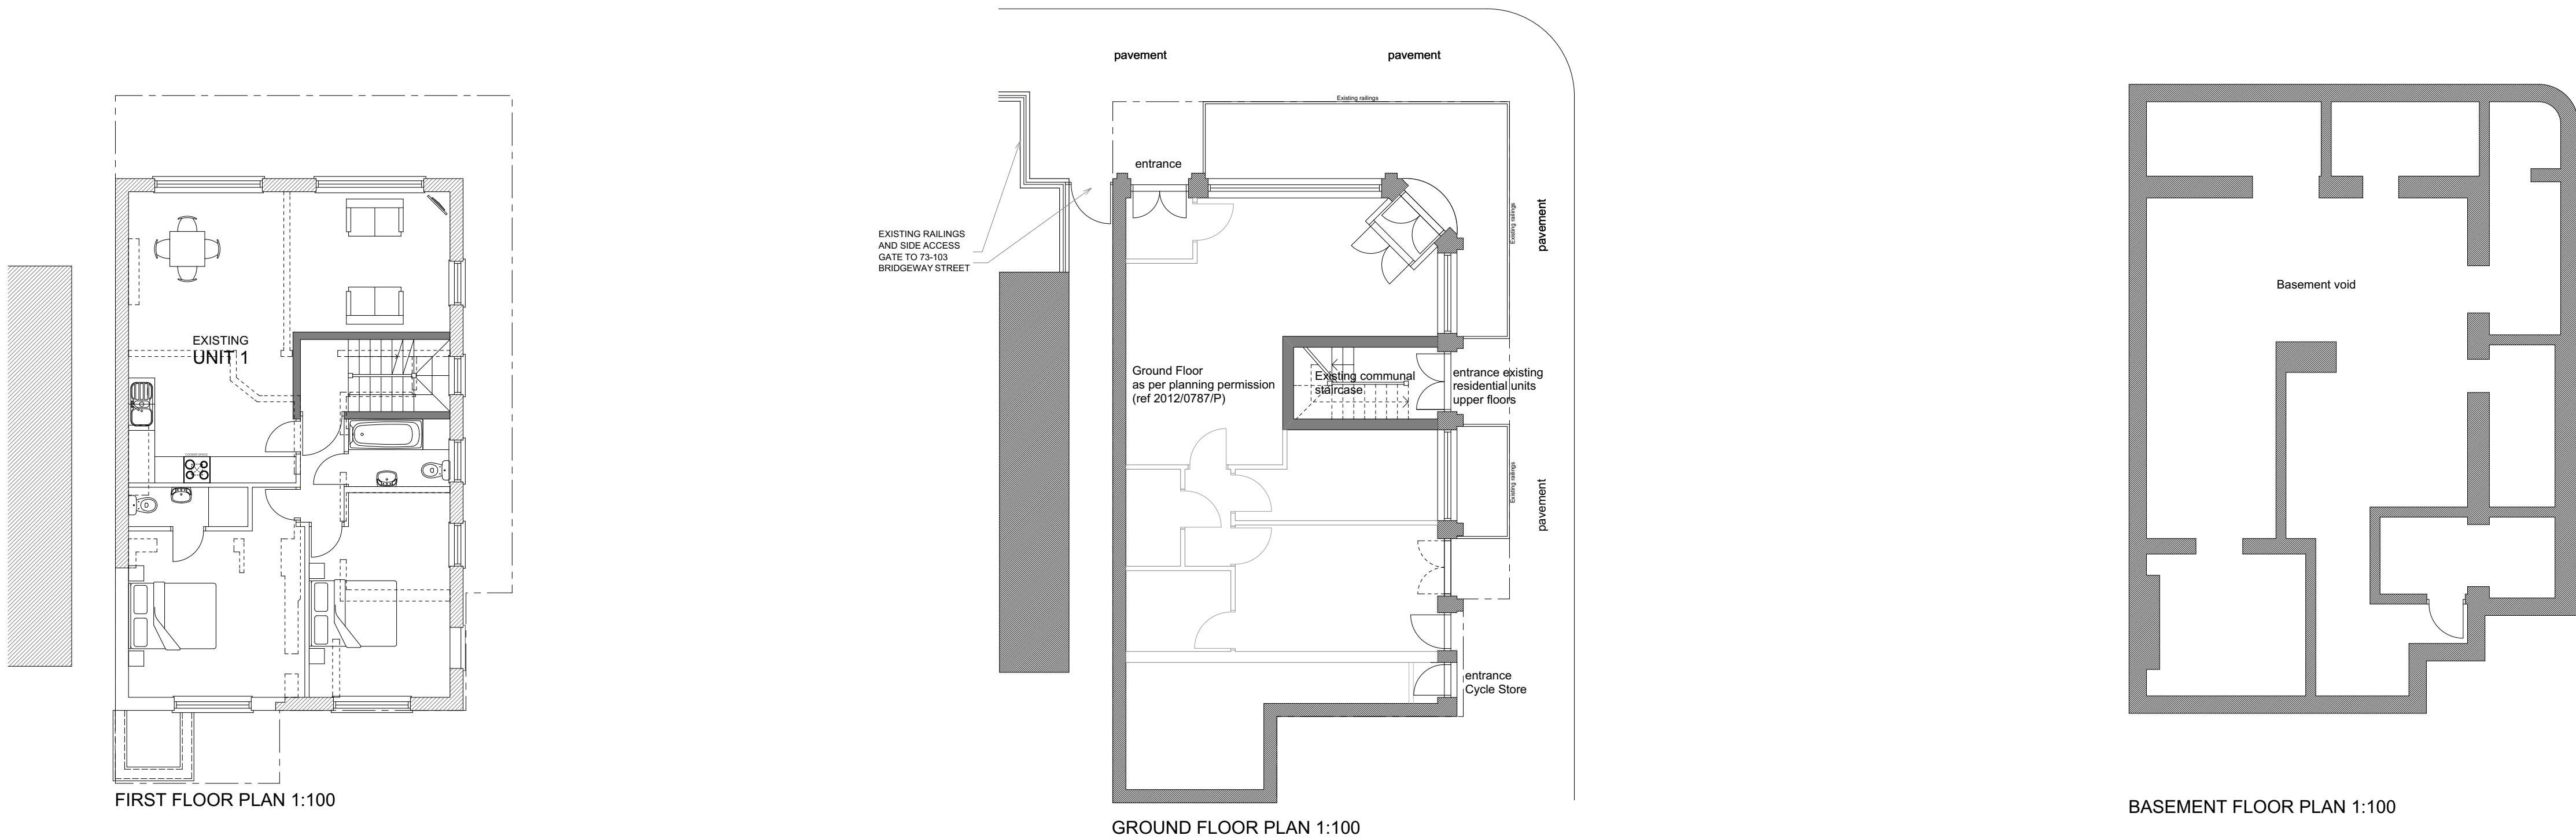 EXISTING
UNIT 1
COOKER SPACE
FIRST FLOOR PLAN 1:100
pavement
pavement
Existing railings
entrance
EXISTING RAILINGS
AND SIDE ACCESS
GATE TO 73-103
BRIDGEWAY STREET
Existing railings
pavement
Ground Floor
as per planning permission
(ref 2012/0787/P)
Existing communal
staircase
entrance existing
residential units
upper floors
Existing railings
pavement
entrance
Cycle Store
GROUND FLOOR PLAN 1:100
Basement void
BASEMENT FLOOR PLAN 1:100